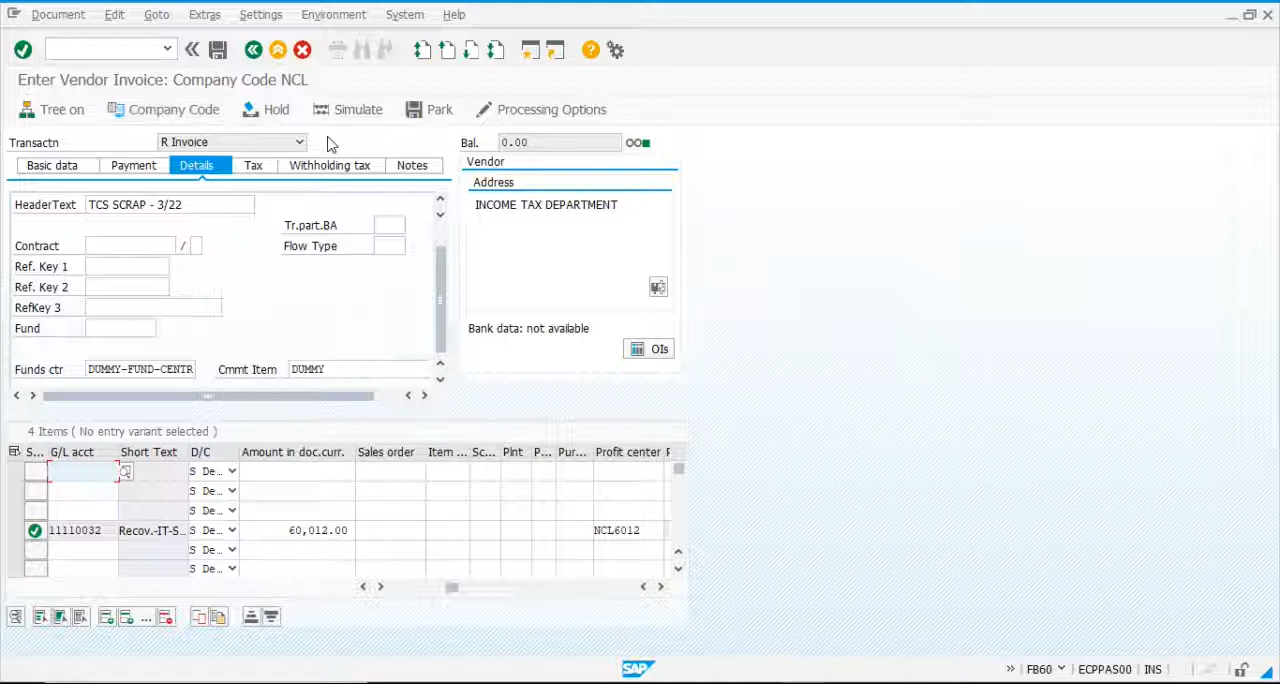 Document Edit Goto Extras Settings Environment System Help
Enter Vendor Invoice: Company Code NCL
Tree on Company Code Hold Simulate Park Processing Options
Transactn R Invoice Bal. 0.00
Basic data Payment Details Tax Withholding tax Notes Vendor
Address
HeaderText TCS SCRAP - 3/22 INCOME TAX DEPARTMENT
Tr.part.BA
Contract / Flow Type
Ref. Key 1
Ref. Key 2
RefKey 3
Fund Bank data: not available
OIs
Funds ctr DUMMY-FUND-CENTR Cmmt Item DUMMY
4 Items ( No entry variant selected )
S... G/L acct Short Text D/C Amount in doc.curr. Sales order Item ... Sc... Plnt P... Pur... Profit center
S De...
S De...
S De...
11110032 Recov.-IT-S... S De... 60,012.00 NCL6012
S De...
S De...
...
SAP FB60 ECPPAS00 INS